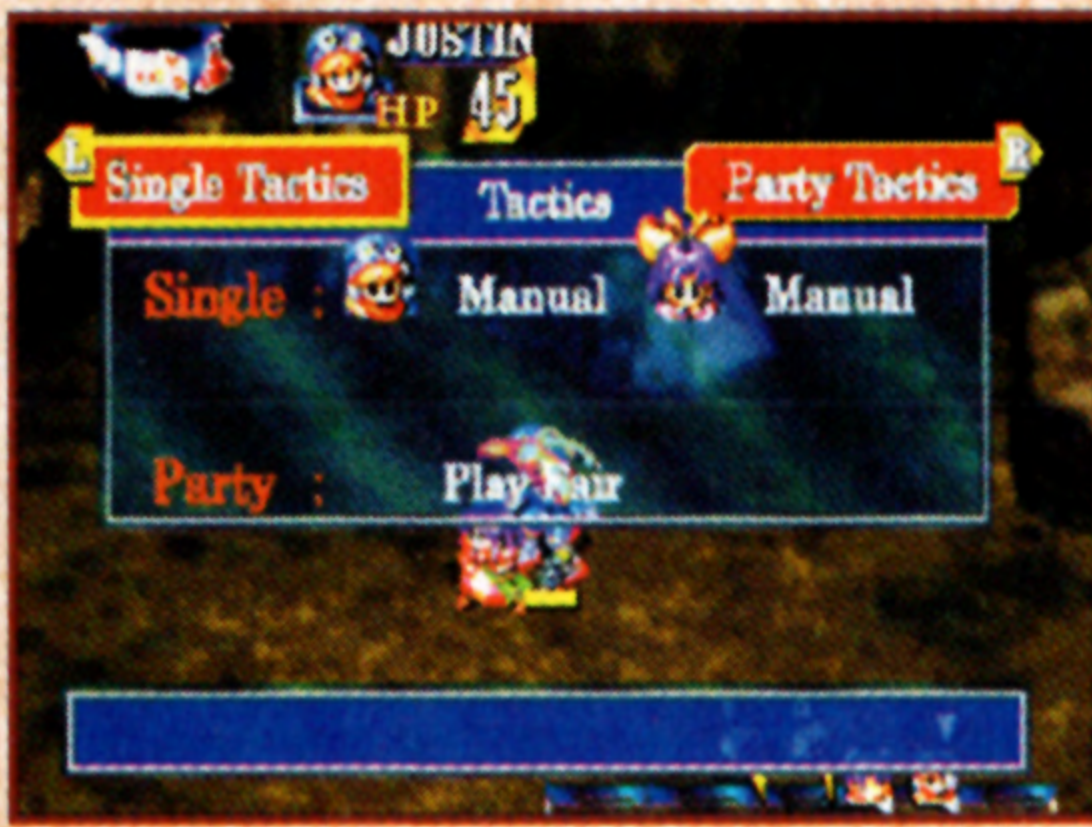 JUSTIN
HP 45
L Single Tactics Tactics Party Tactics R
Single : Manual Manual
Party : Play Fair